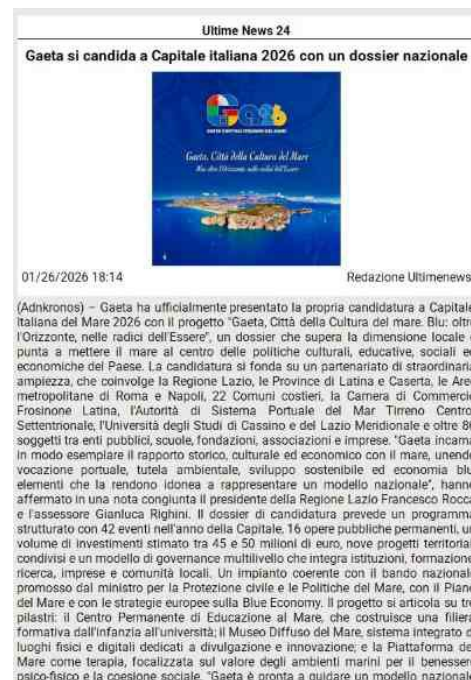 Ultime News 24
Gaeta si candida a Capitale italiana 2026 con un dossier nazionale
Ga26
GAETA CAPITALE ITALIANA DEL MARE
Gaeta, Città della Cultura del Mare
Blu: oltre l'Orizzonte, nelle radici dell'Essere
01/26/2026 18:14
Redazione Ultimenews
(Adnkronos) – Gaeta ha ufficialmente presentato la propria candidatura a Capitale
Italiana del Mare 2026 con il progetto "Gaeta, Città della Cultura del mare. Blu: oltre
l'Orizzonte, nelle radici dell'Essere", un dossier che supera la dimensione locale
punta a mettere il mare al centro delle politiche culturali, educative, sociali ed
economiche del Paese. La candidatura si fonda su un partenariato di straordinaria
ampiezza, che coinvolge la Regione Lazio, le Province di Latina e Caserta, le Aree
metropolitane di Roma e Napoli, 22 Comuni costieri, la Camera di Commercio
Frosinone Latina, l'Autorità di Sistema Portuale del Mar Tirreno Centro
Settentrionale, l'Università degli Studi di Cassino e del Lazio Meridionale e oltre 80
soggetti tra enti pubblici, scuole, fondazioni, associazioni e imprese. "Gaeta incarna
in modo esemplare il rapporto storico, culturale ed economico con il mare, unendo
vocazione portuale, tutela ambientale, sviluppo sostenibile ed economia blu
elementi che la rendono idonea a rappresentare un modello nazionale", hanno
affermato in una nota congiunta il presidente della Regione Lazio Francesco Rocca
e l'assessore Gianluca Righini. Il dossier di candidatura prevede un programma
strutturato con 42 eventi nell'anno della Capitale, 16 opere pubbliche permanenti, un
volume di investimenti stimato tra 45 e 50 milioni di euro, nove progetti territoriali
condivisi e un modello di governance multilivello che integra istituzioni, formazione
ricerca, imprese e comunità locali. Un impianto coerente con il bando nazionale
promosso dal ministro per la Protezione civile e le Politiche del Mare, con il Piano
del Mare e con le strategie europee sulla Blue Economy. Il progetto si articola su tre
pilastri: il Centro Permanente di Educazione al Mare, che costruisce una filiera
formativa dall'infanzia all'università; il Museo Diffuso del Mare, sistema integrato di
luoghi fisici e digitali dedicati a divulgazione e innovazione; e la Piattaforma del
Mare come terapia, focalizzata sul valore degli ambienti marini per il benessere
psico-fisico e la coesione sociale. "Gaeta è pronta a guidare un modello nazionale